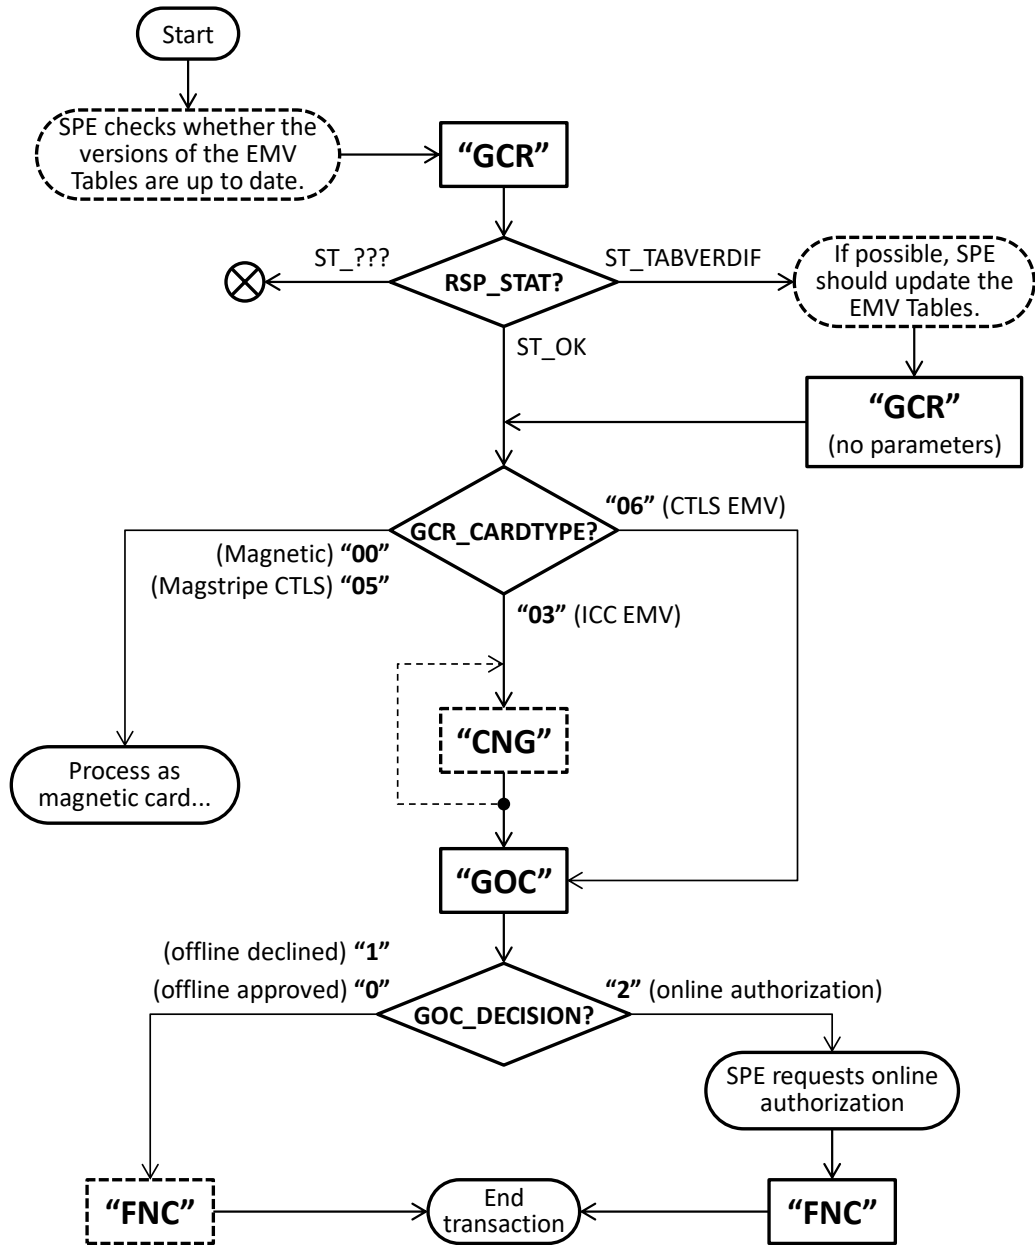 Start
SPE checks whether the
versions of the EMV
Tables are up to date.
“GCR”
ST_???
RSP_STAT?
ST_TABVERDIF
If possible, SPE
should update the
EMV Tables.
ST_OK
“GCR”
(no parameters)
“06” (CTLS EMV)
GCR_CARDTYPE?
(Magnetic) “00”
(Magstripe CTLS) “05”
“03” (ICC EMV)
“CNG”
Process as
magnetic card...
“GOC”
(offline declined) “1”
(offline approved) “0”
“2” (online authorization)
GOC_DECISION?
SPE requests online
authorization
“FNC”
End
transaction
“FNC”